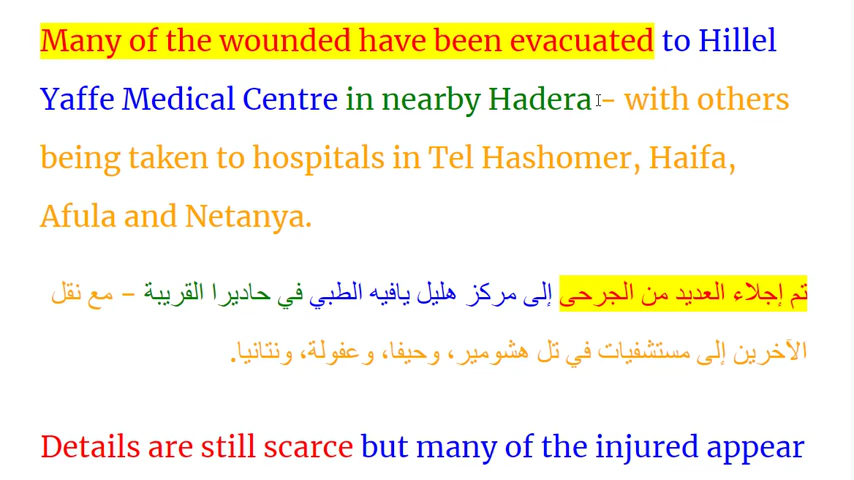 Many of the wounded have been evacuated to Hillel
Yaffe Medical Centre in nearby Hadera – with others
being taken to hospitals in Tel Hashomer, Haifa,
Afula and Netanya.
تم إجلاء العديد من الجرحى إلى مركز هليل يافيه الطبي في حاديرا القريبة – مع نقل
الآخرين إلى مستشفيات في تل هشومير، وحيفا، وعفولة، ونتانيا.
Details are still scarce but many of the injured appear